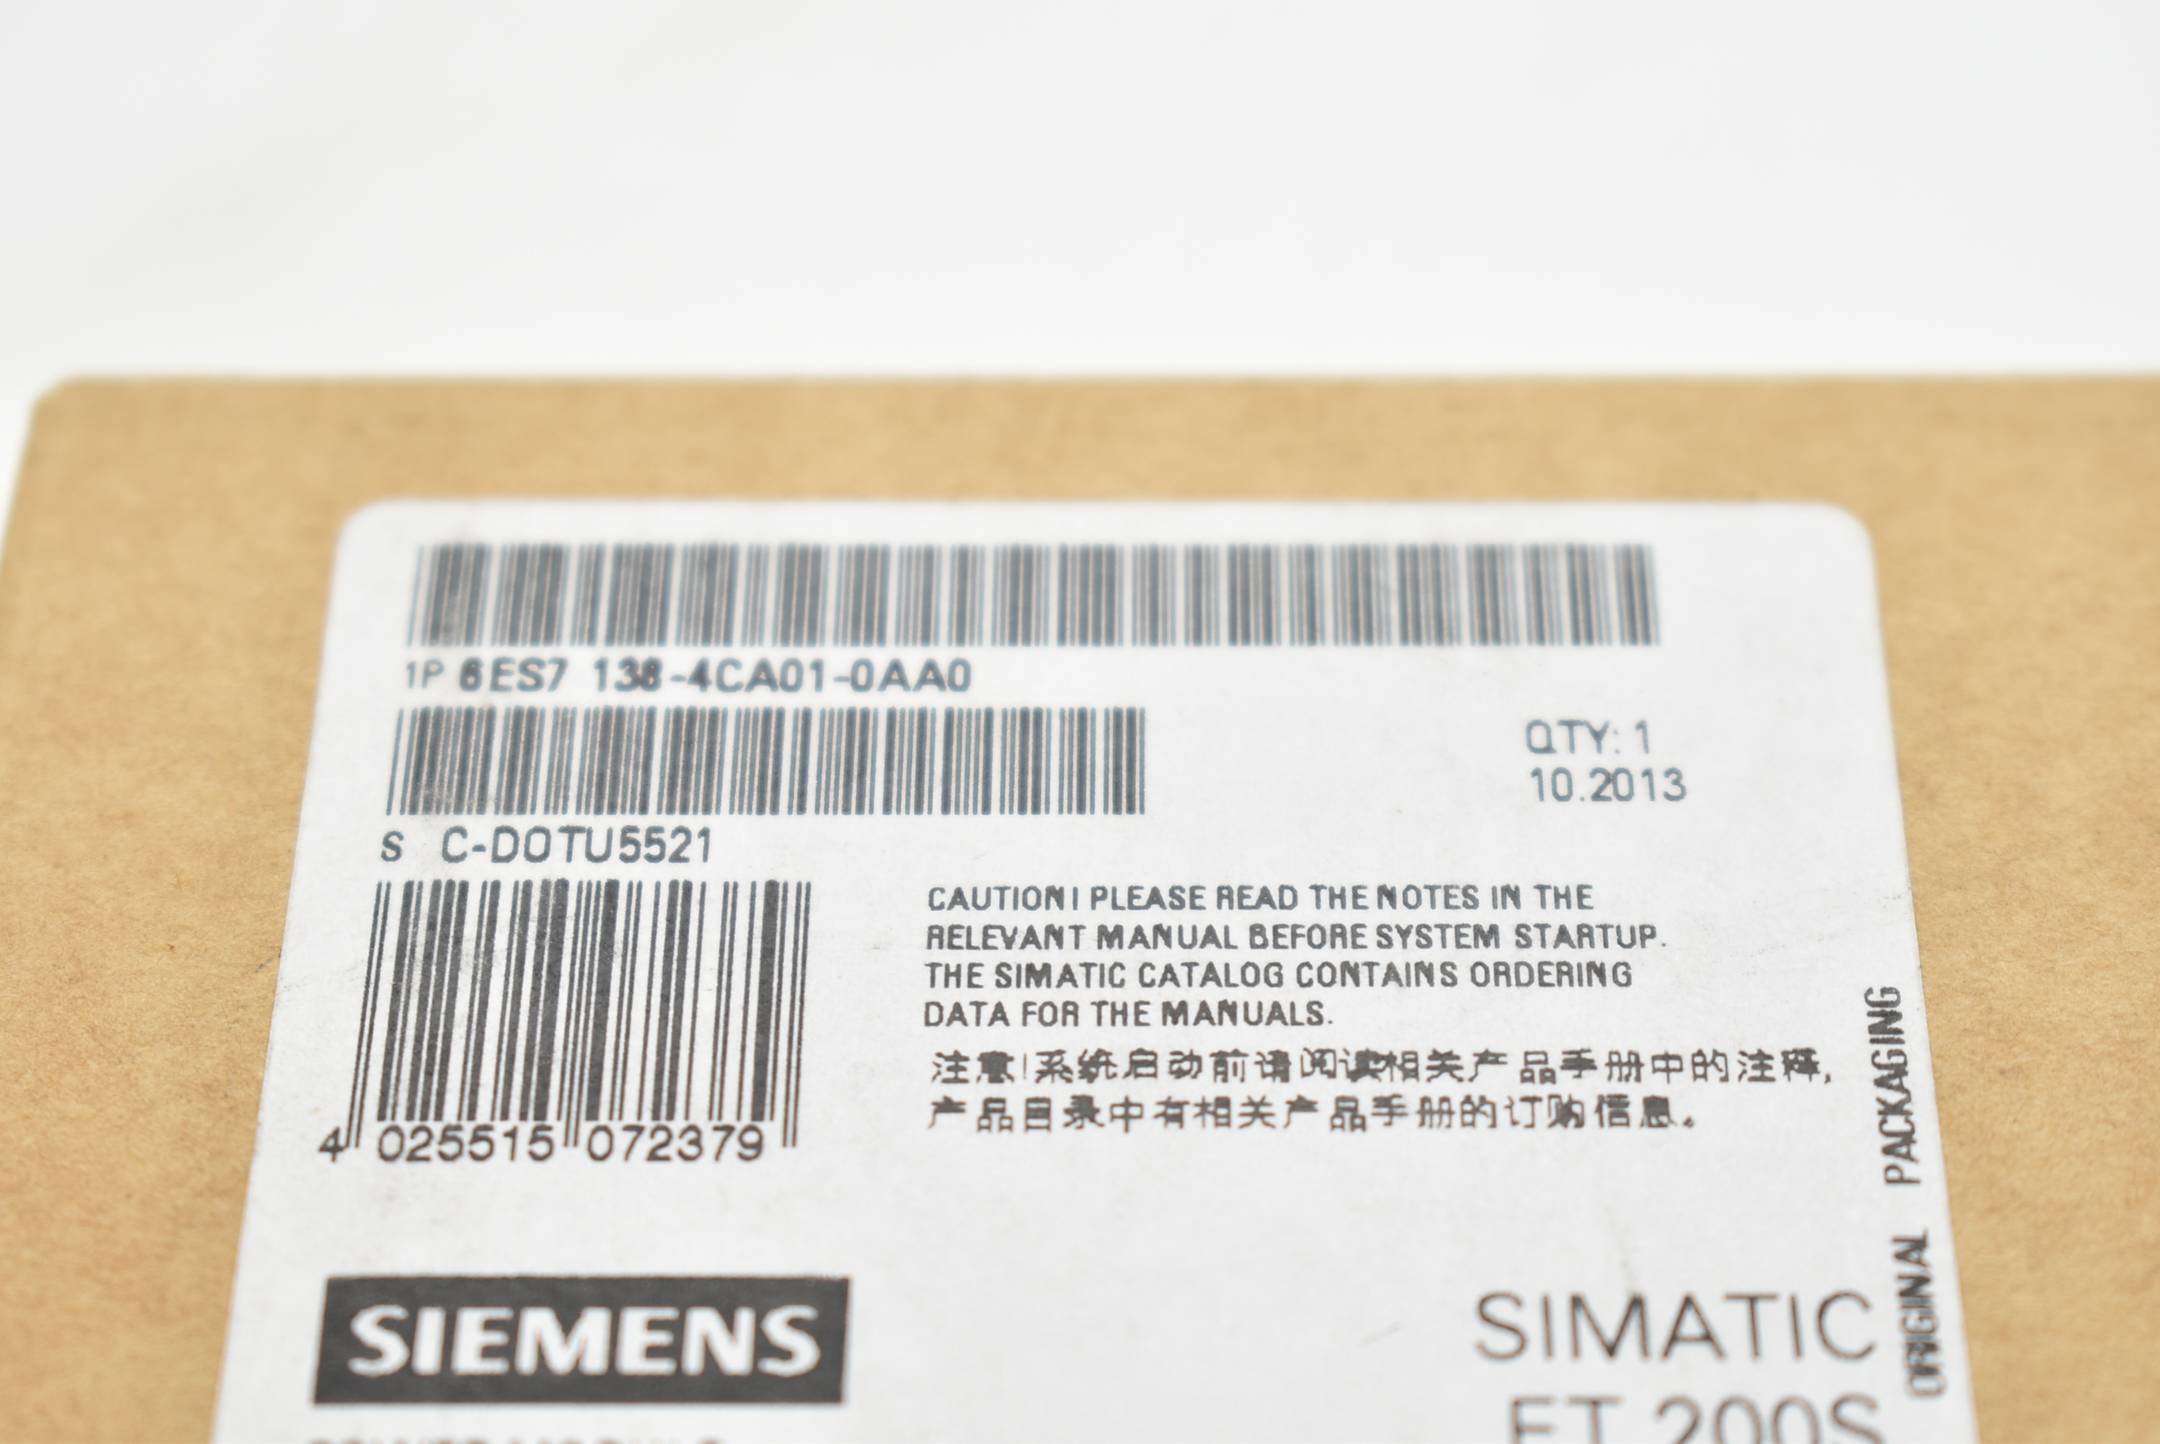 1P 6ES7 138-4CA01-0AA0
QTY: 1
10.2013
S C-DOTU5521
CAUTION! PLEASE READ THE NOTES IN THE
RELEVANT MANUAL BEFORE SYSTEM STARTUP.
THE SIMATIC CATALOG CONTAINS ORDERING
DATA FOR THE MANUALS.
注意!系统启动前请阅读相关产品手册中的注释,
产品目录中有相关产品手册的订购信息。
4 025515 072379
ORIGINAL PACKAGING
SIEMENS
SIMATIC
ET 200S